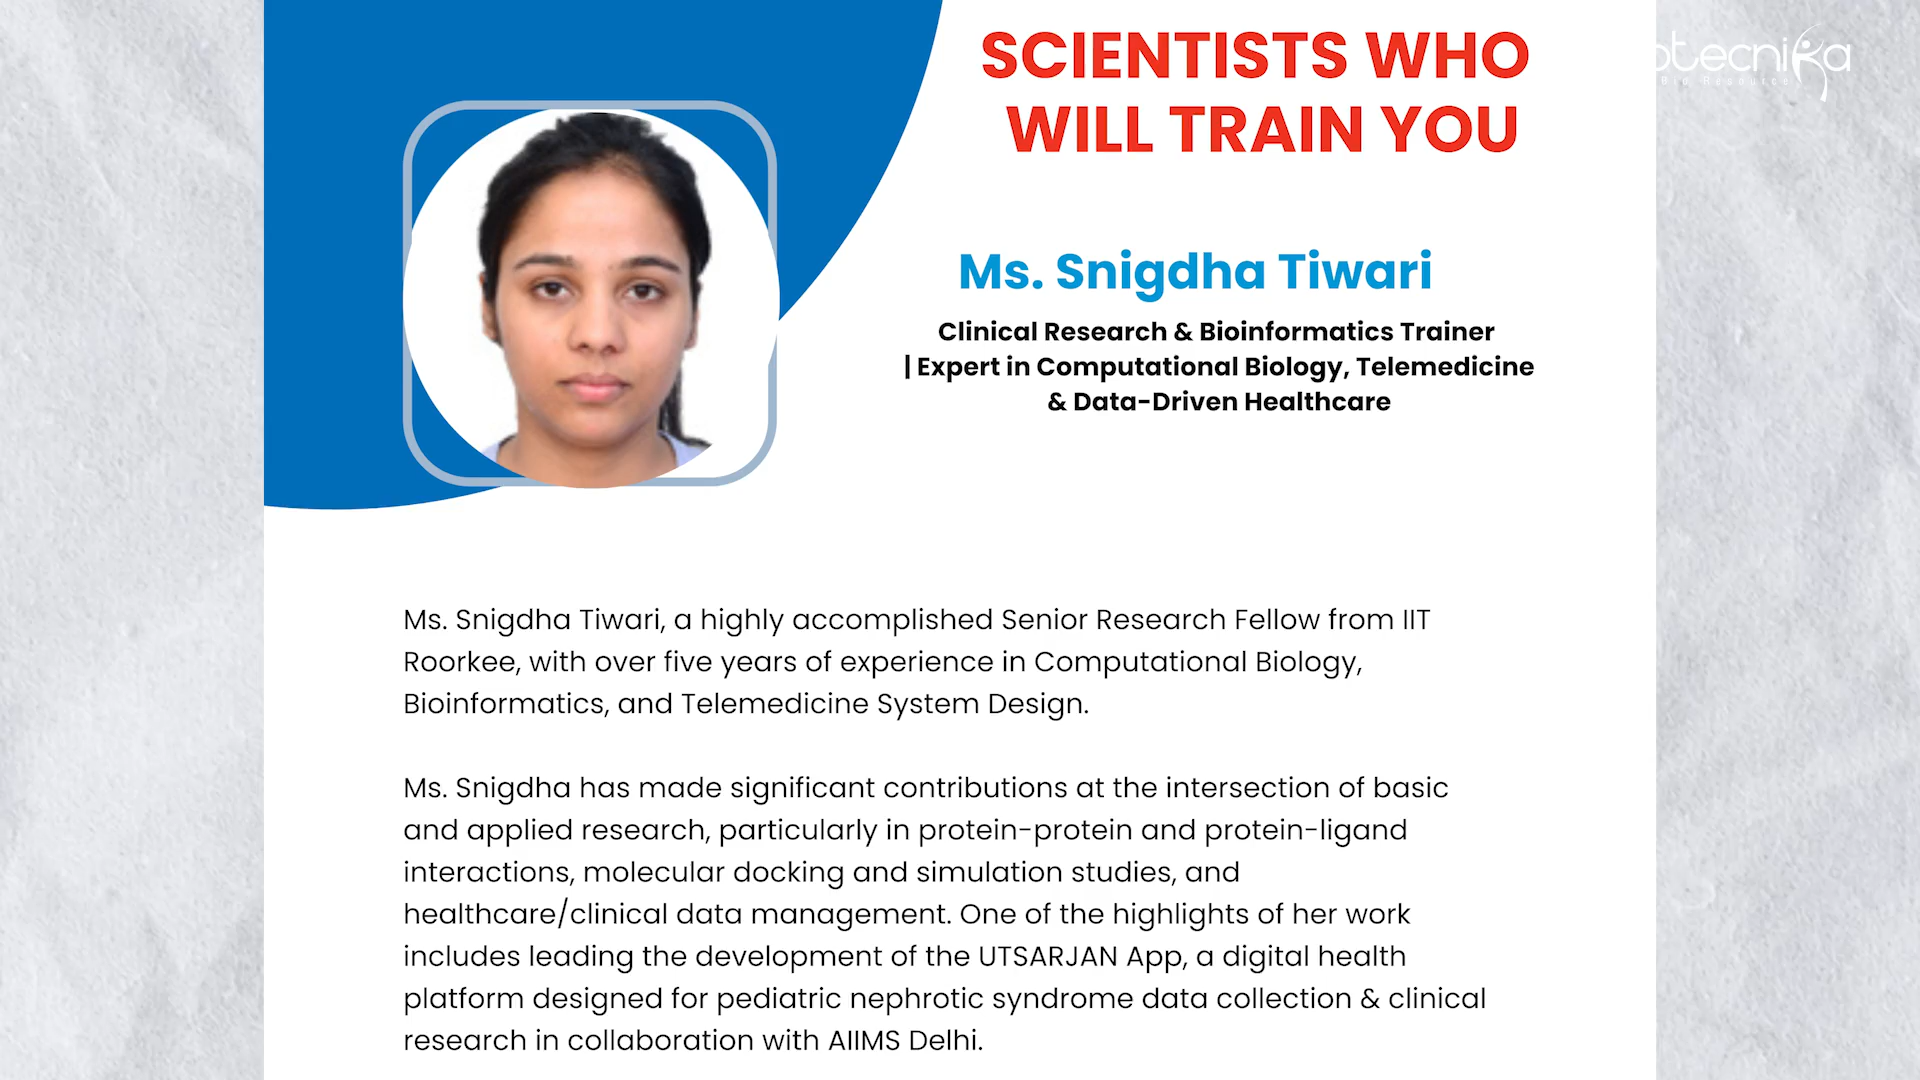 SCIENTISTS WHO
WILL TRAIN YOU
Ms. Snigdha Tiwari
Clinical Research & Bioinformatics Trainer
| Expert in Computational Biology, Telemedicine
& Data-Driven Healthcare
Ms. Snigdha Tiwari, a highly accomplished Senior Research Fellow from IIT
Roorkee, with over five years of experience in Computational Biology,
Bioinformatics, and Telemedicine System Design.
Ms. Snigdha has made significant contributions at the intersection of basic
and applied research, particularly in protein-protein and protein-ligand
interactions, molecular docking and simulation studies, and
healthcare/clinical data management. One of the highlights of her work
includes leading the development of the UTSARJAN App, a digital health
platform designed for pediatric nephrotic syndrome data collection & clinical
research in collaboration with AIIMS Delhi.